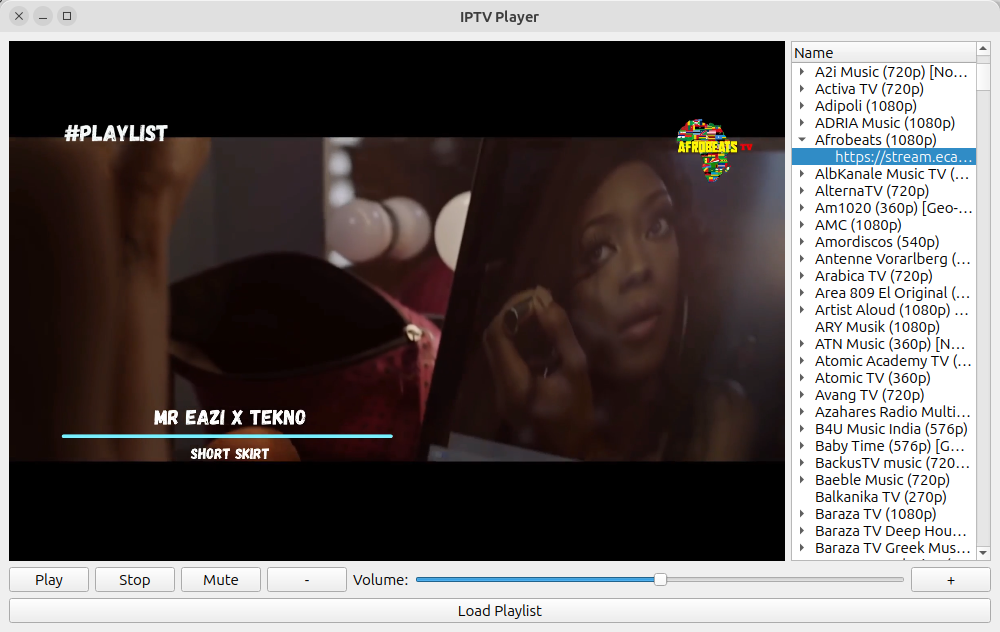 IPTV Player
#PLAYLIST
AFROBEATS TV
MR EAZI X TEKNO
SHORT SKIRT
Name
A2i Music (720p) [No...
Activa TV (720p)
Adipoli (1080p)
ADRIA Music (1080p)
Afrobeats (1080p)
https://stream.eca...
AlbKanale Music TV (...
AlternaTV (720p)
Am1020 (360p) [Geo-...
AMC (1080p)
Amordiscos (540p)
Antenne Vorarlberg (...
Arabica TV (720p)
Area 809 El Original (...
Artist Aloud (1080p) ...
ARY Musik (1080p)
ATN Music (360p) [N...
Atomic Academy TV (...
Atomic TV (360p)
Avang TV (720p)
Azahares Radio Multi...
B4U Music India (576p)
Baby Time (576p) [G...
BackusTV music (720...
Baeble Music (720p)
Balkanika TV (270p)
Baraza TV (1080p)
Baraza TV Deep Hou...
Baraza TV Greek Mus...
Play Stop Mute - Volume: +
Load Playlist